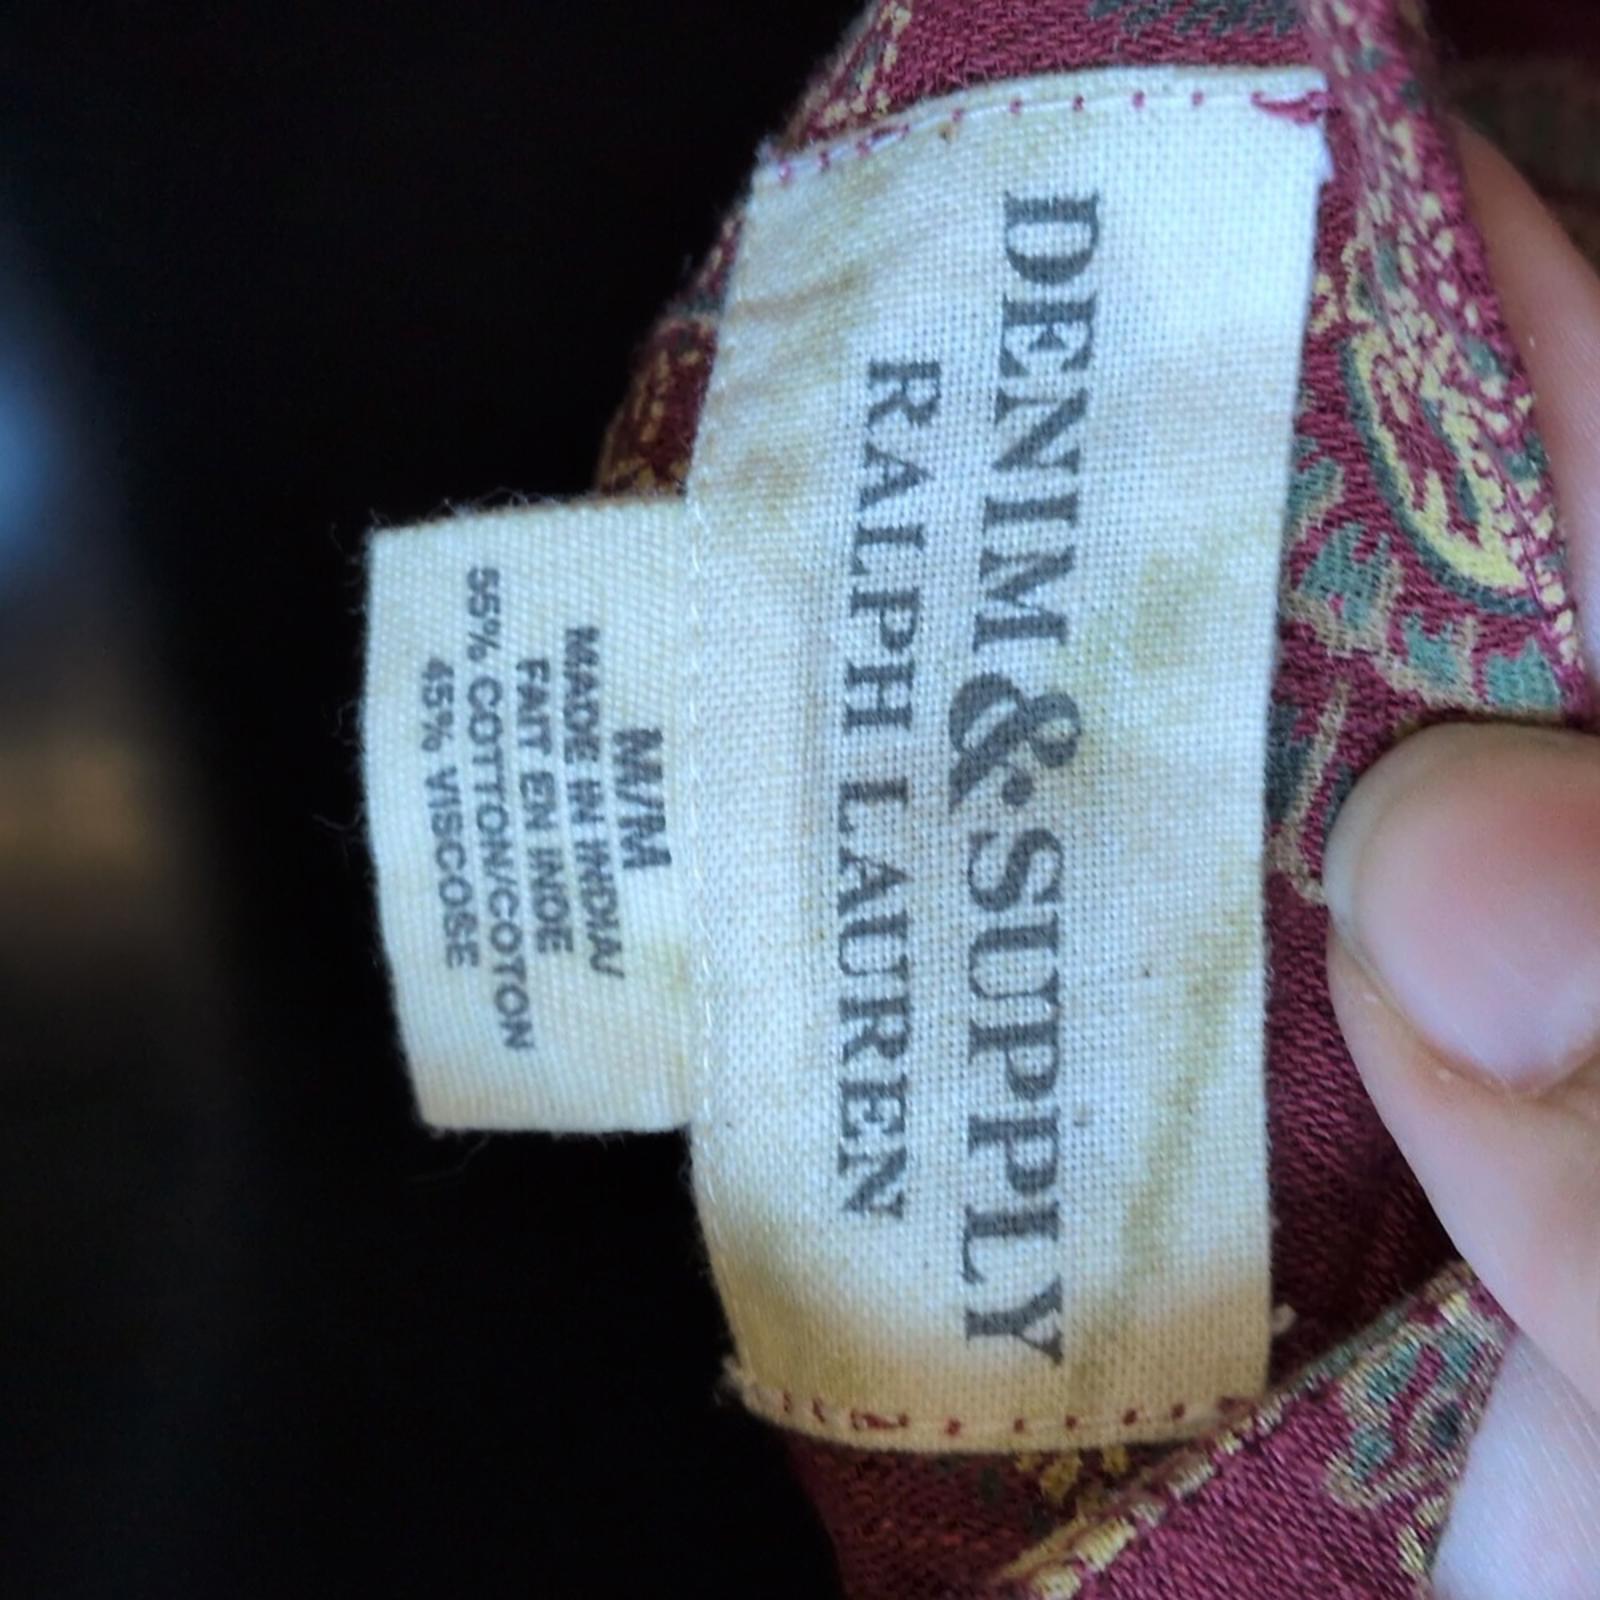 DENIM & SUPPLY
RALPH LAUREN
M/M
MADE IN INDIA/
FAIT EN INDE
55% COTTON/COTON
45% VISCOSE